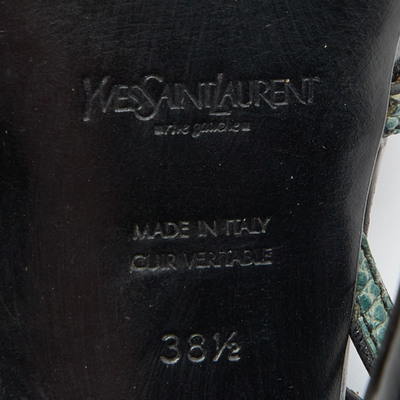 YVESSAINTLAURENT
rive gauche
MADE IN ITALY
CUIR VERITABLE
38½